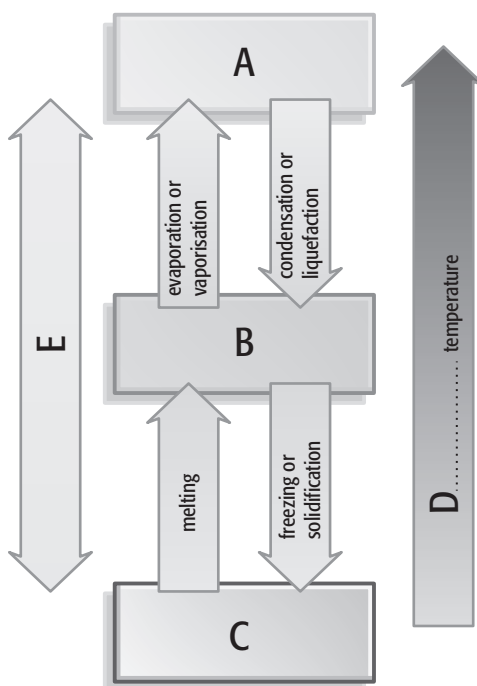 A
evaporation or
vaporisation
condensation or
liquefaction
E
B
D.................... temperature
melting
freezing or
solidification
C